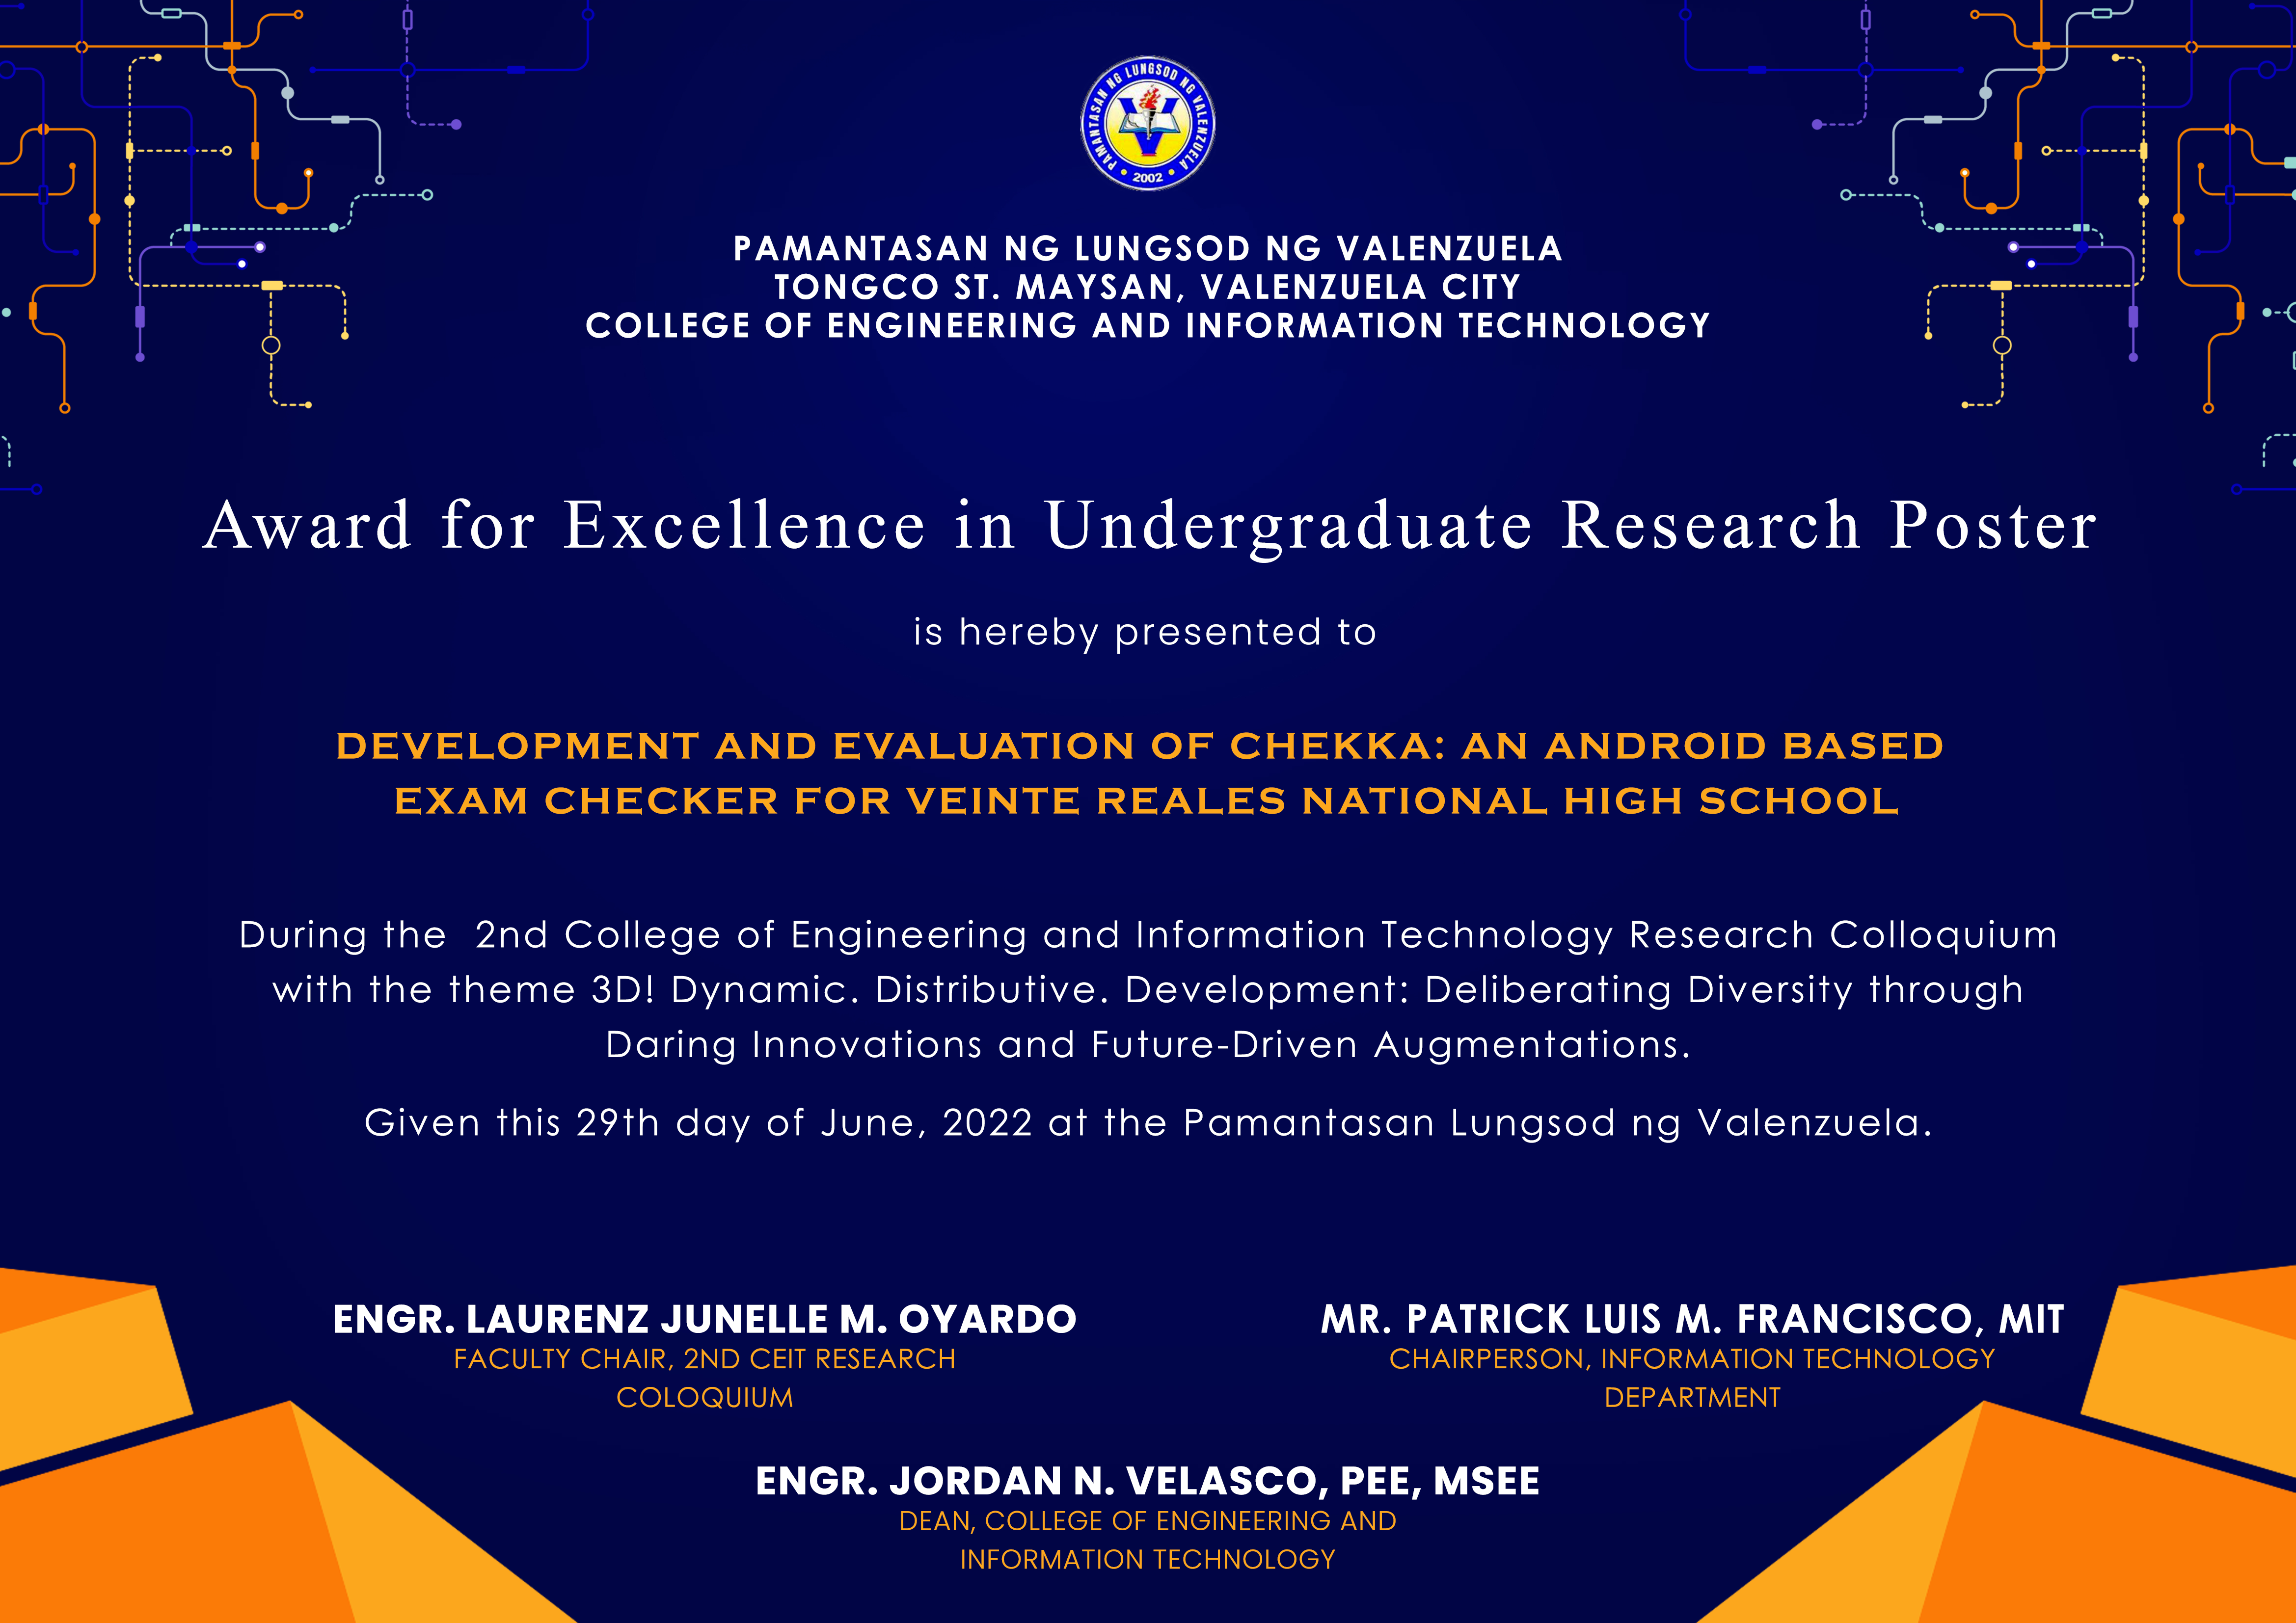 PAMANTASAN NG LUNGSOD NG VALENZUELA
2002
PAMANTASAN NG LUNGSOD NG VALENZUELA
TONGCO ST. MAYSAN, VALENZUELA CITY
COLLEGE OF ENGINEERING AND INFORMATION TECHNOLOGY
Award for Excellence in Undergraduate Research Poster
is hereby presented to
DEVELOPMENT AND EVALUATION OF CHEKKA: AN ANDROID BASED
EXAM CHECKER FOR VEINTE REALES NATIONAL HIGH SCHOOL
During the 2nd College of Engineering and Information Technology Research Colloquium
with the theme 3D! Dynamic. Distributive. Development: Deliberating Diversity through
Daring Innovations and Future-Driven Augmentations.
Given this 29th day of June, 2022 at the Pamantasan Lungsod ng Valenzuela.
ENGR. LAURENZ JUNELLE M. OYARDO
FACULTY CHAIR, 2ND CEIT RESEARCH
COLOQUIUM
MR. PATRICK LUIS M. FRANCISCO, MIT
CHAIRPERSON, INFORMATION TECHNOLOGY
DEPARTMENT
ENGR. JORDAN N. VELASCO, PEE, MSEE
DEAN, COLLEGE OF ENGINEERING AND
INFORMATION TECHNOLOGY